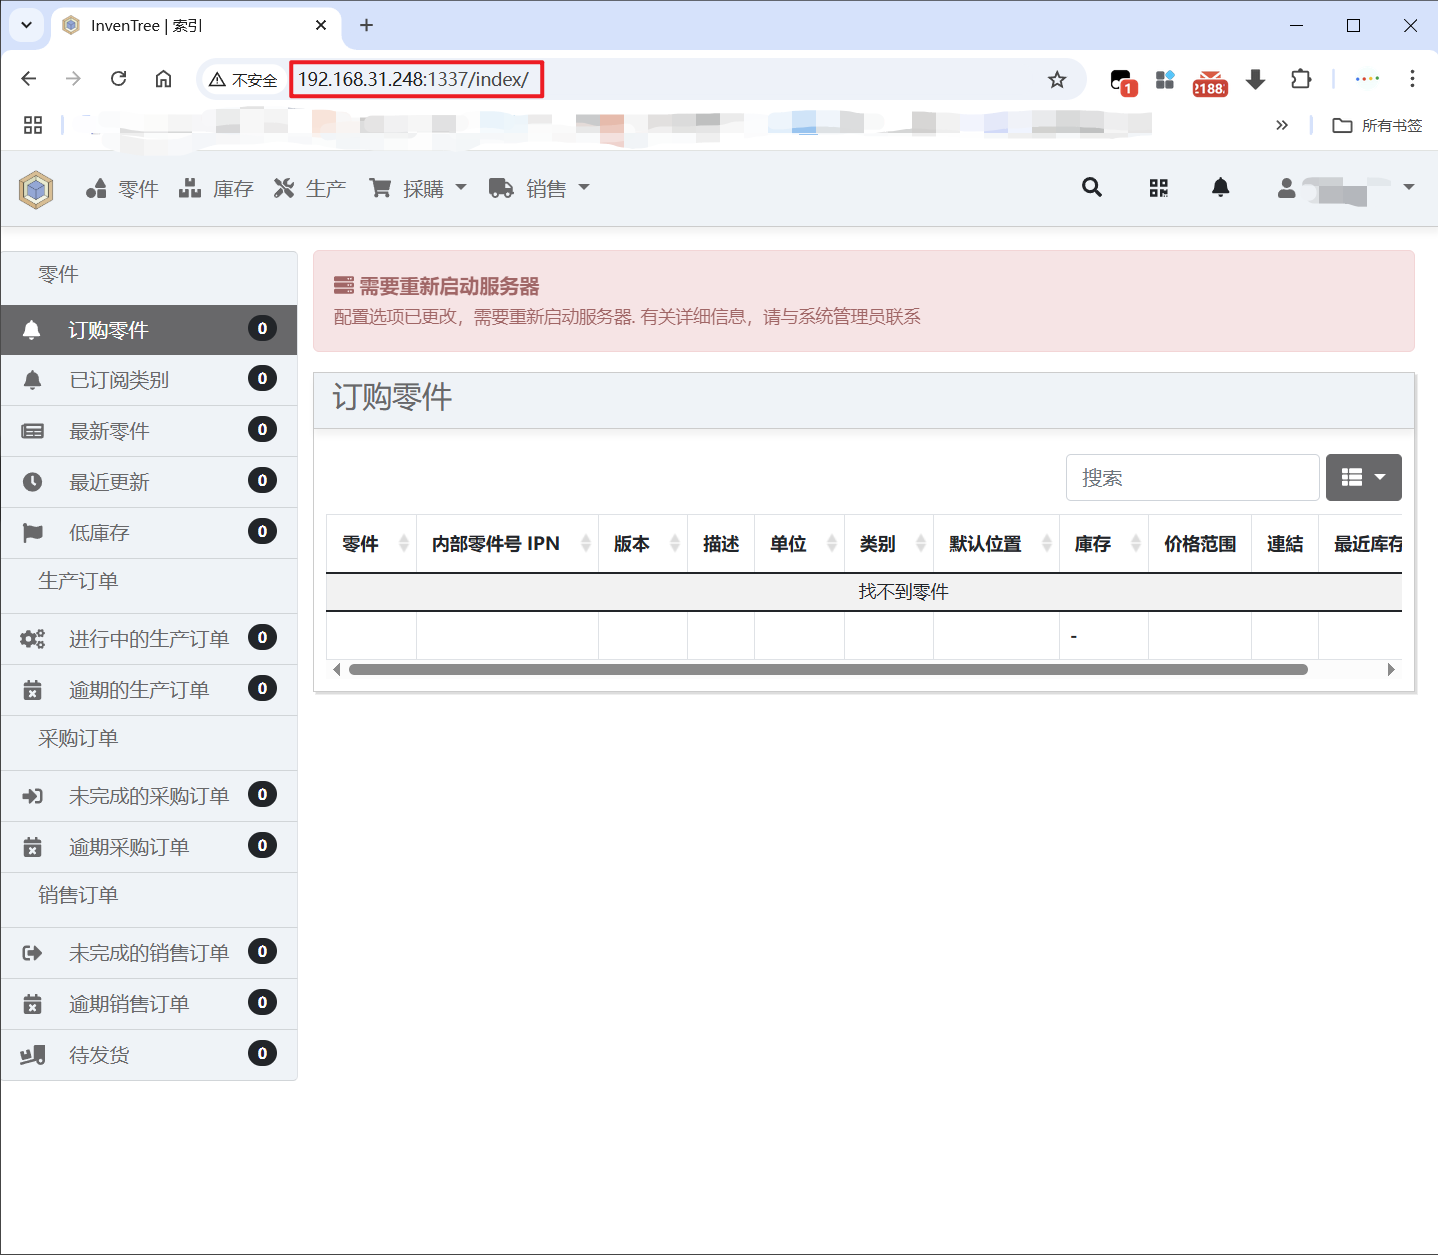 InvenTree | 索引
不安全
192.168.31.248:1337/index/
1
2188
所有书签
零件
库存
生产
採購
销售
零件
订购零件 0
已订阅类别 0
最新零件 0
最近更新 0
低库存 0
生产订单
进行中的生产订单 0
逾期的生产订单 0
采购订单
未完成的采购订单 0
逾期采购订单 0
销售订单
未完成的销售订单 0
逾期销售订单 0
待发货 0
需要重新启动服务器
配置选项已更改，需要重新启动服务器. 有关详细信息，请与系统管理员联系
订购零件
搜索
零件 内部零件号 IPN 版本 描述 单位 类别 默认位置 库存 价格范围 連結 最近库存
找不到零件
-